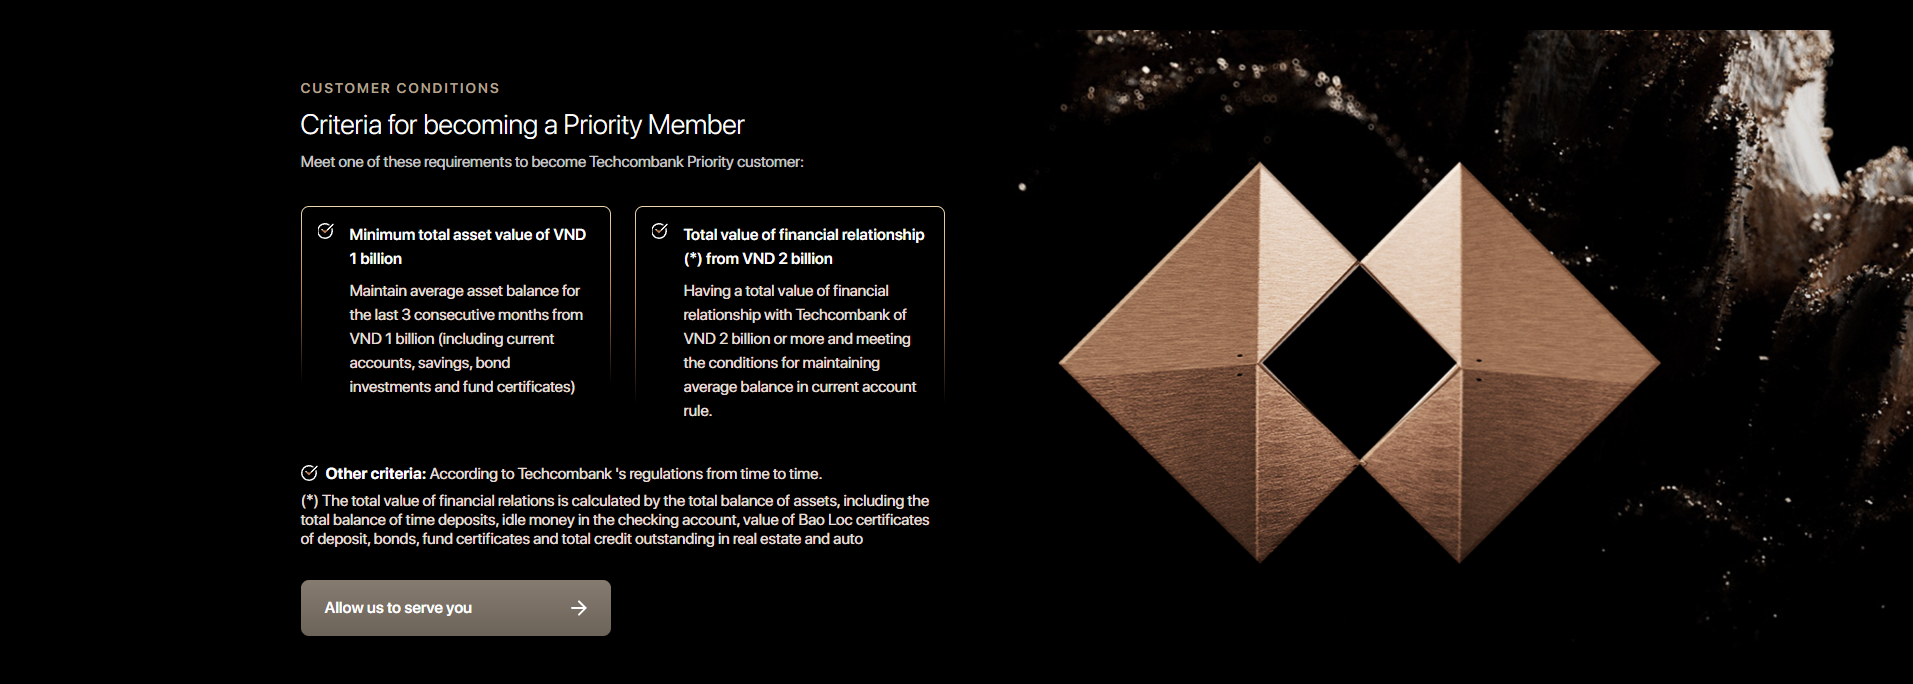 CUSTOMER CONDITIONS
Criteria for becoming a Priority Member
Meet one of these requirements to become Techcombank Priority customer:
Minimum total asset value of VND
1 billion
Maintain average asset balance for
the last 3 consecutive months from
VND 1 billion (including current
accounts, savings, bond
investments and fund certificates)
Total value of financial relationship
(*) from VND 2 billion
Having a total value of financial
relationship with Techcombank of
VND 2 billion or more and meeting
the conditions for maintaining
average balance in current account
rule.
Other criteria: According to Techcombank 's regulations from time to time.
(*) The total value of financial relations is calculated by the total balance of assets, including the
total balance of time deposits, idle money in the checking account, value of Bao Loc certificates
of deposit, bonds, fund certificates and total credit outstanding in real estate and auto
Allow us to serve you